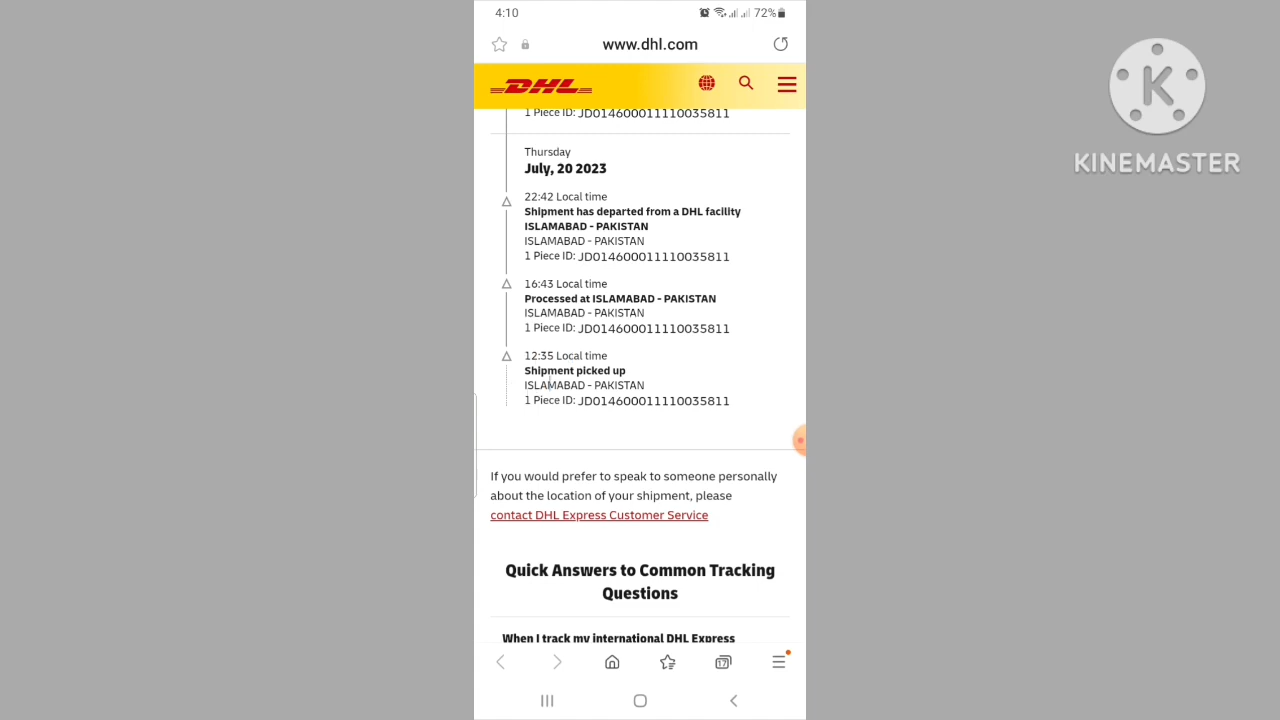 4:10
72%
www.dhl.com
DHL
1 Piece ID: JD014600011110035811
Thursday
July, 20 2023
22:42 Local time
Shipment has departed from a DHL facility
ISLAMABAD - PAKISTAN
ISLAMABAD - PAKISTAN
1 Piece ID: JD014600011110035811
16:43 Local time
Processed at ISLAMABAD - PAKISTAN
ISLAMABAD - PAKISTAN
1 Piece ID: JD014600011110035811
12:35 Local time
Shipment picked up
ISLAMABAD - PAKISTAN
1 Piece ID: JD014600011110035811
If you would prefer to speak to someone personally
about the location of your shipment, please
contact DHL Express Customer Service
Quick Answers to Common Tracking
Questions
When I track my international DHL Express
17
K
KINEMASTER